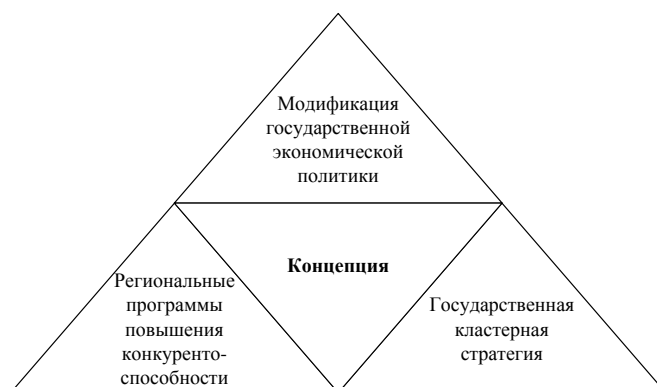 Модификация
государственной
экономической
политики
Концепция
Региональные
программы
повышения
конкуренто-
способности
Государственная
кластерная
стратегия